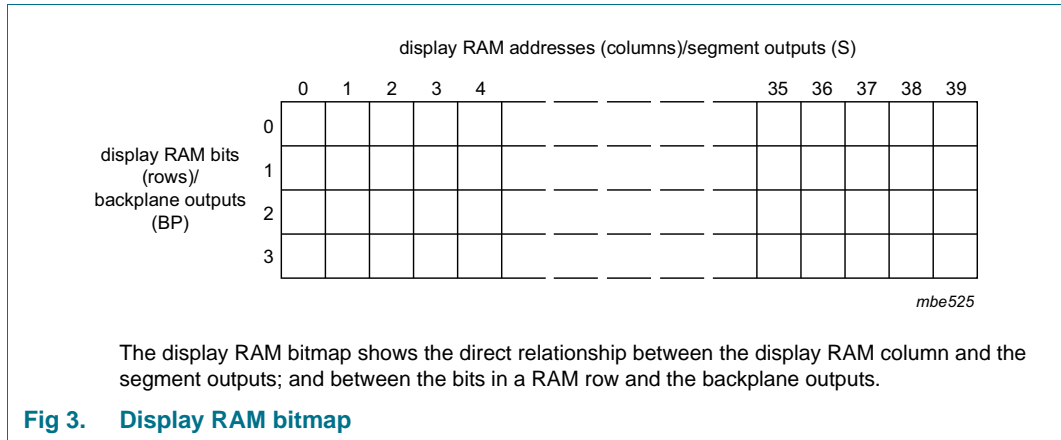 display RAM addresses (columns)/segment outputs (S)
0 1 2 3 4 35 36 37 38 39
0
display RAM bits
1
(rows)/
backplane outputs
2
(BP)
3
mbe525
The display RAM bitmap shows the direct relationship between the display RAM column and the
segment outputs; and between the bits in a RAM row and the backplane outputs.
Fig 3. Display RAM bitmap